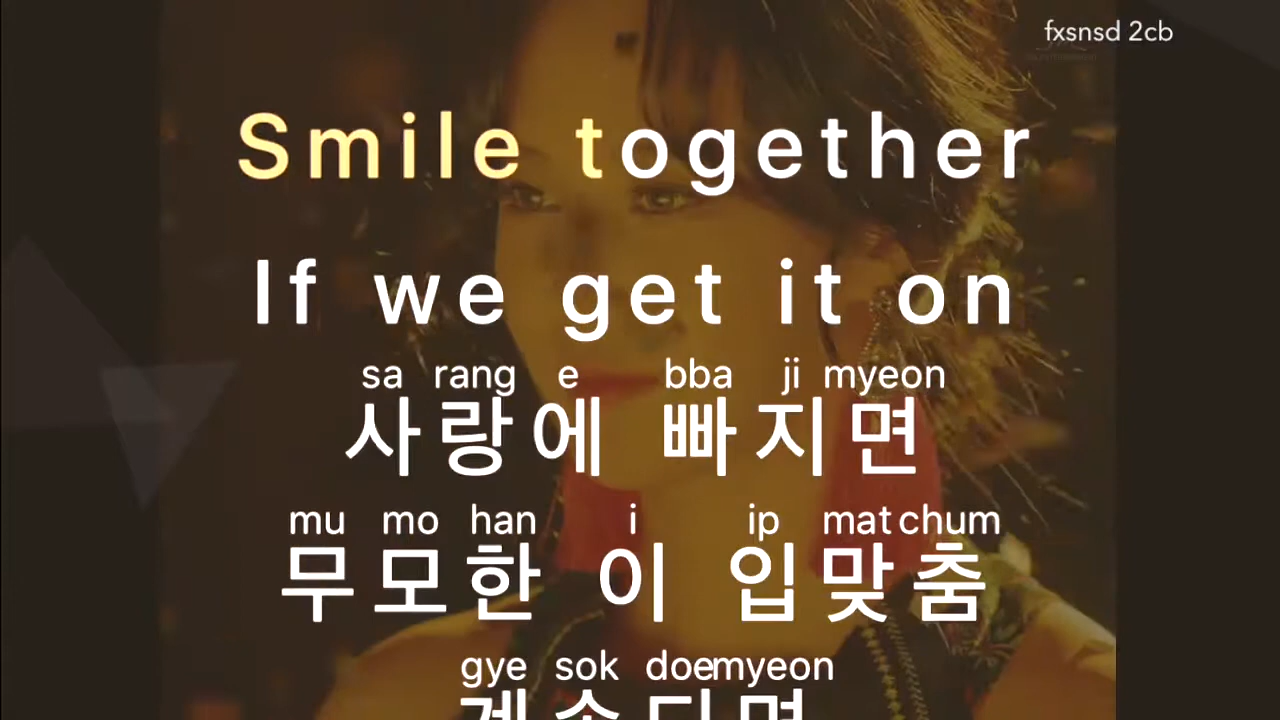 fxsnsd 2cb
Smile together
If we get it on
sa rang e bba ji myeon
사랑에 빠지면
mu mo han i ip mat chum
무모한 이 입맞춤
gye sok doemyeon